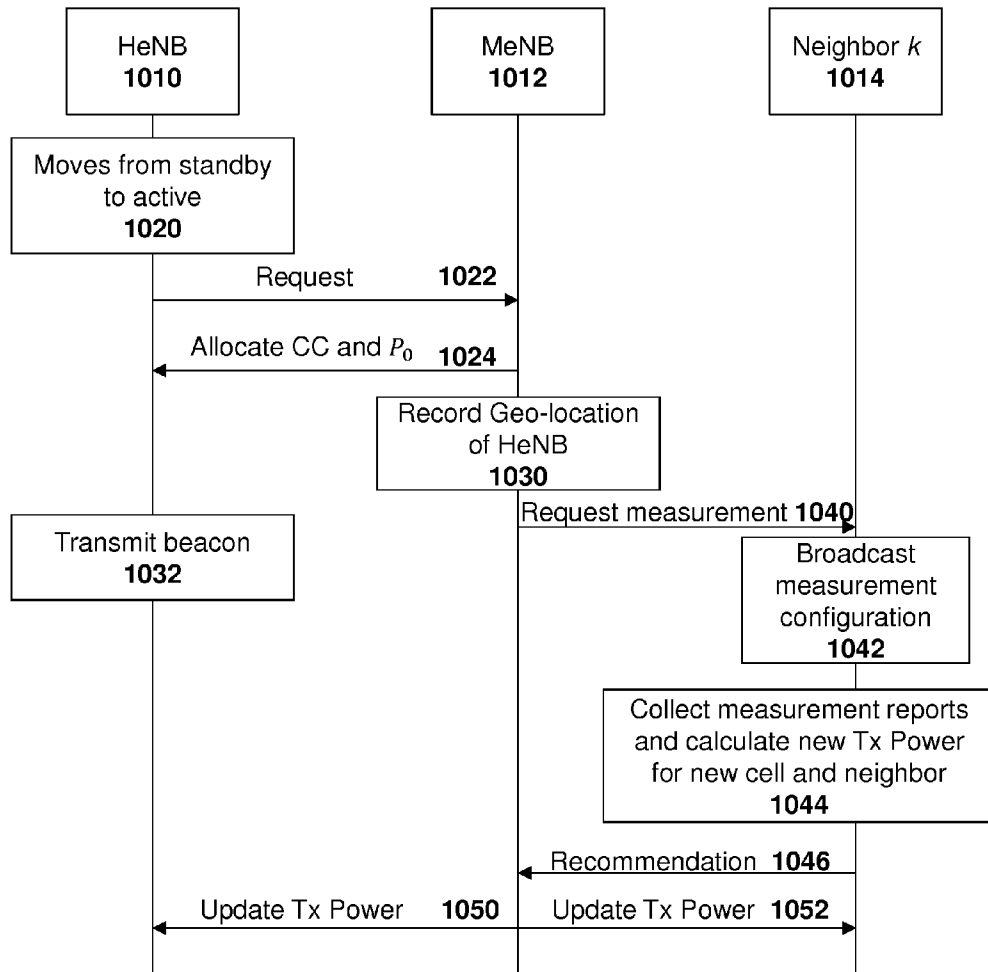 HeNB
1010
MeNB
1012
Neighbor k
1014
Moves from standby
to active
1020
Request 1022
Allocate CC and P₀ 1024
Record Geo-location
of HeNB
1030
Request measurement 1040
Transmit beacon
1032
Broadcast
measurement
configuration
1042
Collect measurement reports
and calculate new Tx Power
for new cell and neighbor
1044
Recommendation 1046
Update Tx Power 1050
Update Tx Power 1052